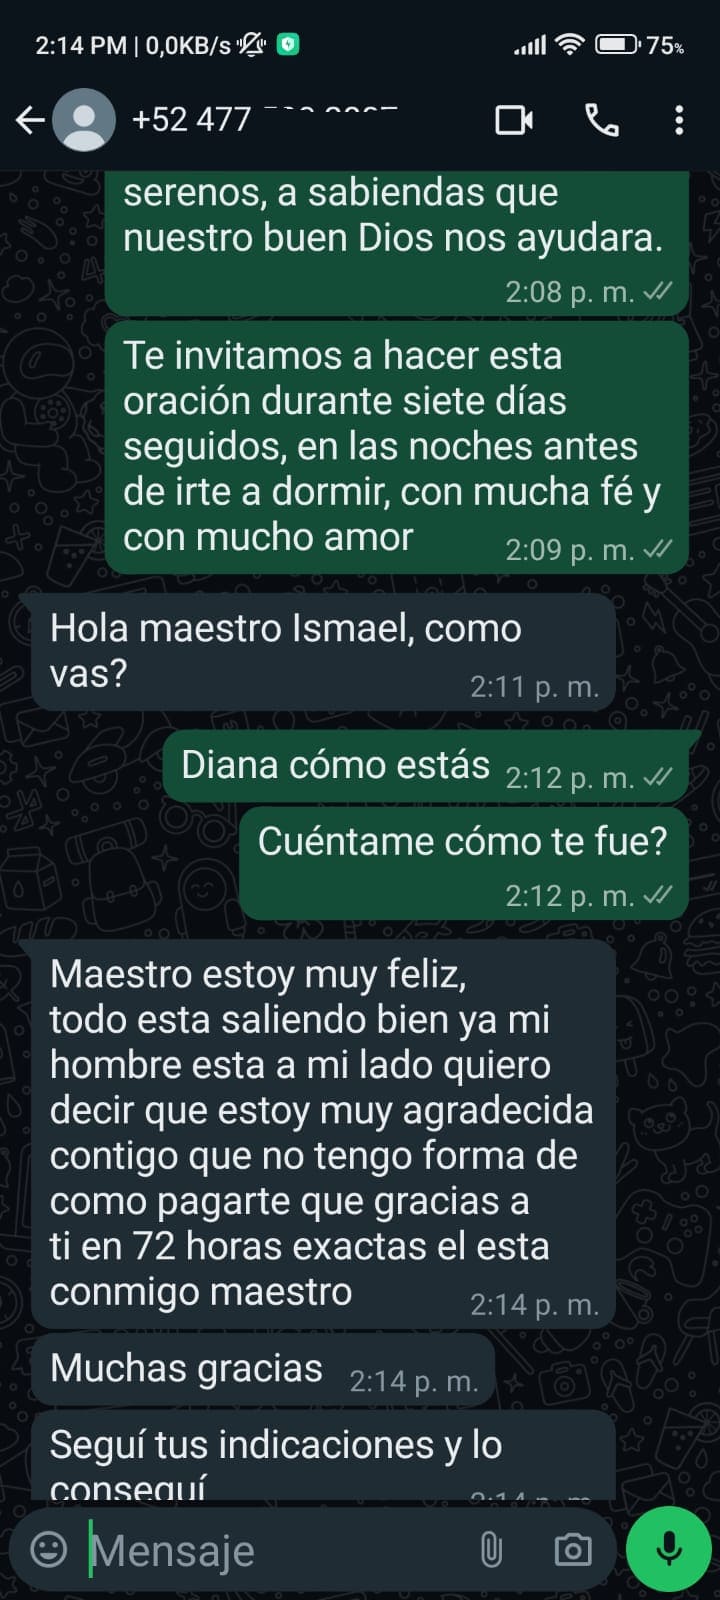 2:14 PM | 0,0KB/s
75%
+52 477
serenos, a sabiendas que
nuestro buen Dios nos ayudara.
2:08 p. m.
Te invitamos a hacer esta
oración durante siete días
seguidos, en las noches antes
de irte a dormir, con mucha fé y
con mucho amor 2:09 p. m.
Hola maestro Ismael, como
vas? 2:11 p. m.
Diana cómo estás 2:12 p. m.
Cuéntame cómo te fue?
2:12 p. m.
Maestro estoy muy feliz,
todo esta saliendo bien ya mi
hombre esta a mi lado quiero
decir que estoy muy agradecida
contigo que no tengo forma de
como pagarte que gracias a
ti en 72 horas exactas el esta
conmigo maestro 2:14 p. m.
Muchas gracias 2:14 p. m.
Seguí tus indicaciones y lo
conseguí 2:14 p. m.
Mensaje